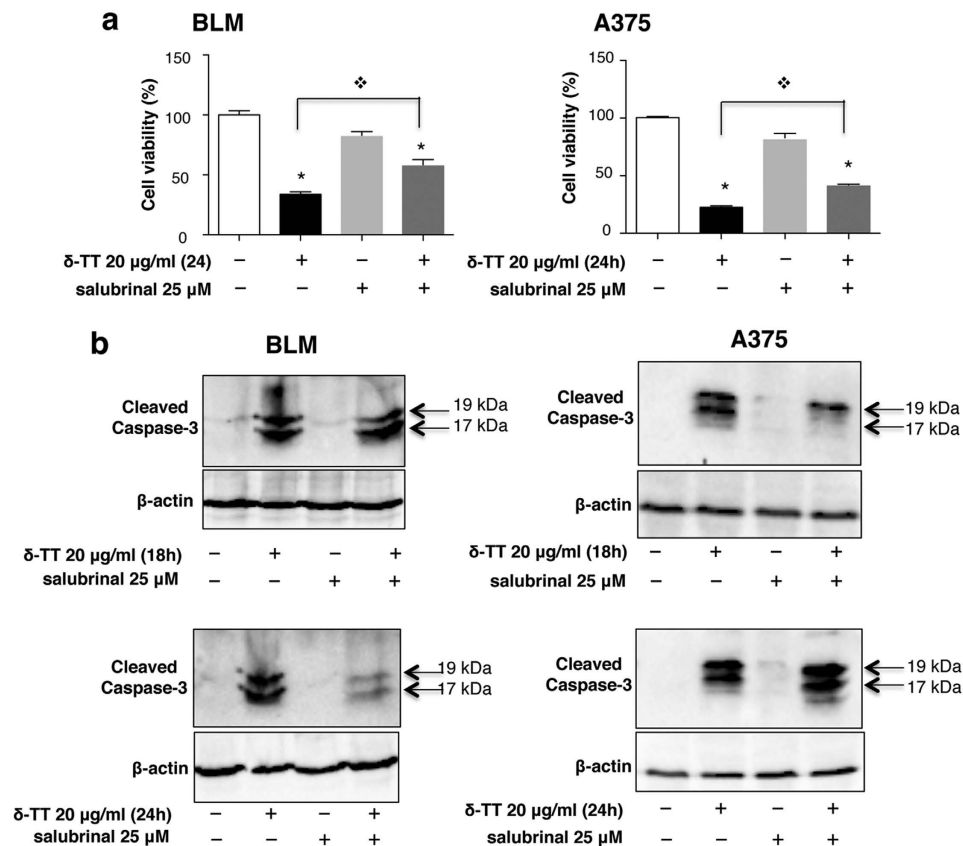 a
BLM
A375
Cell viability (%)
150
100
50
0
❖
*
*
δ-TT 20 µg/ml (24) – + – +
salubrinal 25 µM – – + +
Cell viability (%)
150
100
50
0
❖
*
*
δ-TT 20 µg/ml (24h) – + – +
salubrinal 25 µM – – + +
b
BLM
Cleaved
Caspase-3
19 kDa
17 kDa
β-actin
δ-TT 20 µg/ml (18h) – + – +
salubrinal 25 µM – – + +
A375
Cleaved
Caspase-3
19 kDa
17 kDa
β-actin
δ-TT 20 µg/ml (18h) – + – +
salubrinal 25 µM – – + +
Cleaved
Caspase-3
19 kDa
17 kDa
β-actin
δ-TT 20 µg/ml (24h) – + – +
salubrinal 25 µM – – + +
Cleaved
Caspase-3
19 kDa
17 kDa
β-actin
δ-TT 20 µg/ml (24h) – + – +
salubrinal 25 µM – – + +